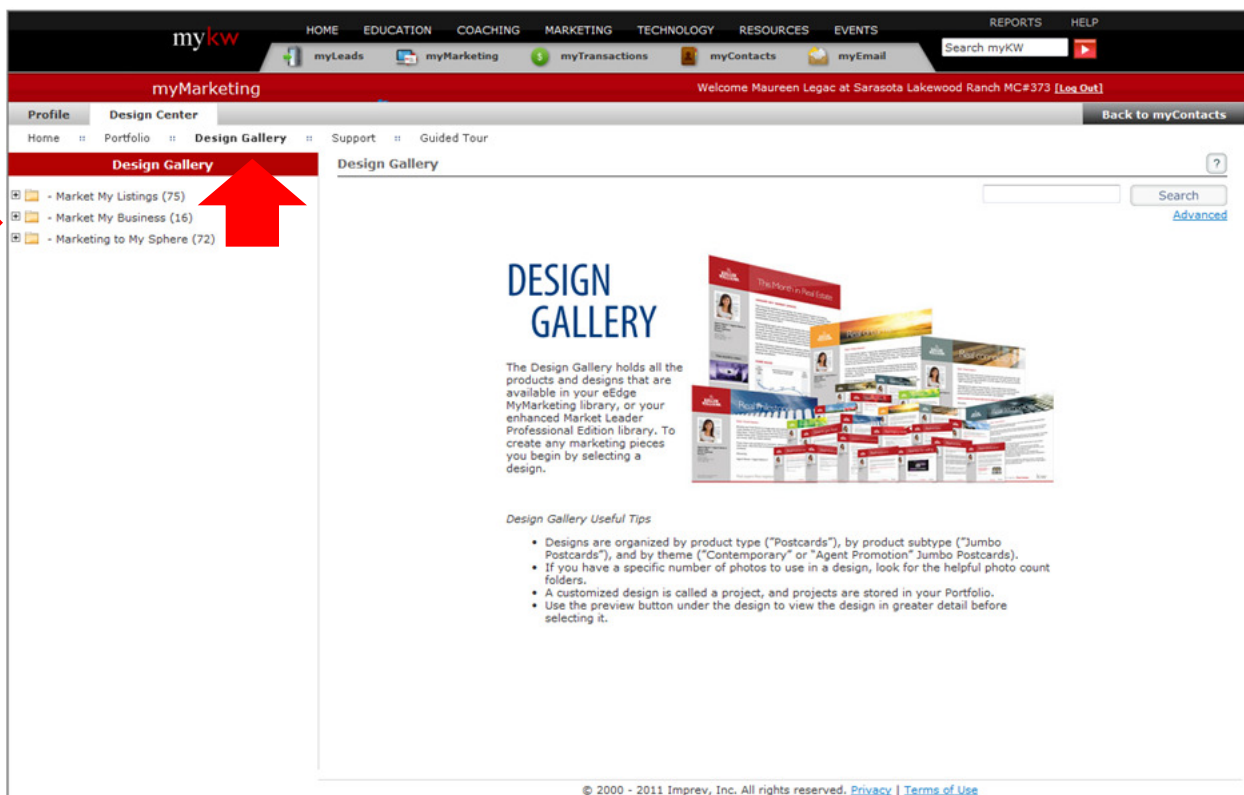 mykw
HOME EDUCATION COACHING MARKETING TECHNOLOGY RESOURCES EVENTS
REPORTS HELP
myLeads myMarketing myTransactions myContacts myEmail
Search myKW
myMarketing
Welcome Maureen Legac at Sarasota Lakewood Ranch MC#373 [Log Out]
Profile Design Center
Back to myContacts
Home :: Portfolio :: Design Gallery :: Support :: Guided Tour
Design Gallery
- Market My Listings (75)
- Market My Business (16)
- Marketing to My Sphere (72)
Design Gallery
?
Search
Advanced
DESIGN
GALLERY
The Month in Real Estate
The Design Gallery holds all the
products and designs that are
available in your eEdge
MyMarketing library, or your
enhanced Market Leader
Professional Edition library. To
create any marketing pieces
you begin by selecting a
design.
Design Gallery Useful Tips
• Designs are organized by product type ("Postcards"), by product subtype ("Jumbo
Postcards"), and by theme ("Contemporary" or "Agent Promotion" Jumbo Postcards).
• If you have a specific number of photos to use in a design, look for the helpful photo count
folders.
• A customized design is called a project, and projects are stored in your Portfolio.
• Use the preview button under the design to view the design in greater detail before
selecting it.
© 2000 - 2011 Imprev, Inc. All rights reserved. Privacy | Terms of Use